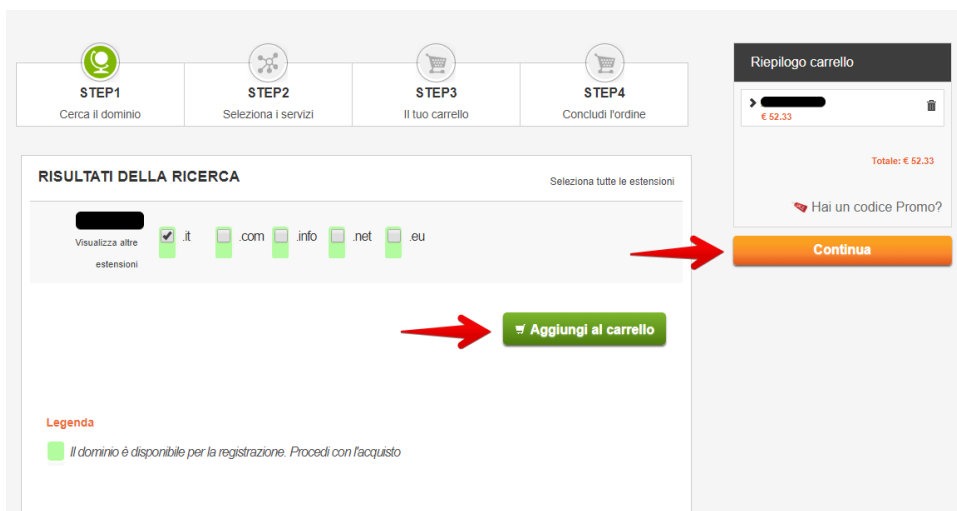 STEP1
Cerca il dominio
STEP2
Seleziona i servizi
STEP3
Il tuo carrello
STEP4
Concludi l'ordine
RISULTATI DELLA RICERCA
Seleziona tutte le estensioni
Visualizza altre
estensioni
.it .com .info .net .eu
Aggiungi al carrello
Legenda
Il dominio è disponibile per la registrazione. Procedi con l'acquisto
Riepilogo carrello
€ 52.33
Totale: € 52.33
Hai un codice Promo?
Continua